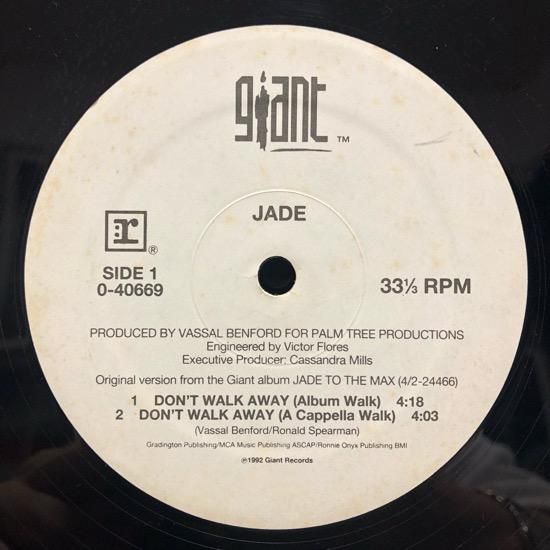 giant ™
JADE
r ®
SIDE 1
0-40669
33⅓ RPM
PRODUCED BY VASSAL BENFORD FOR PALM TREE PRODUCTIONS
Engineered by Victor Flores
Executive Producer: Cassandra Mills
Original version from the Giant album JADE TO THE MAX (4/2-24466)
1 DON'T WALK AWAY (Album Walk) 4:18
2 DON'T WALK AWAY (A Cappella Walk) 4:03
(Vassal Benford/Ronald Spearman)
Gradington Publishing/MCA Music Publishing ASCAP/Ronnie Onyx Publishing BMI
℗1992 Giant Records